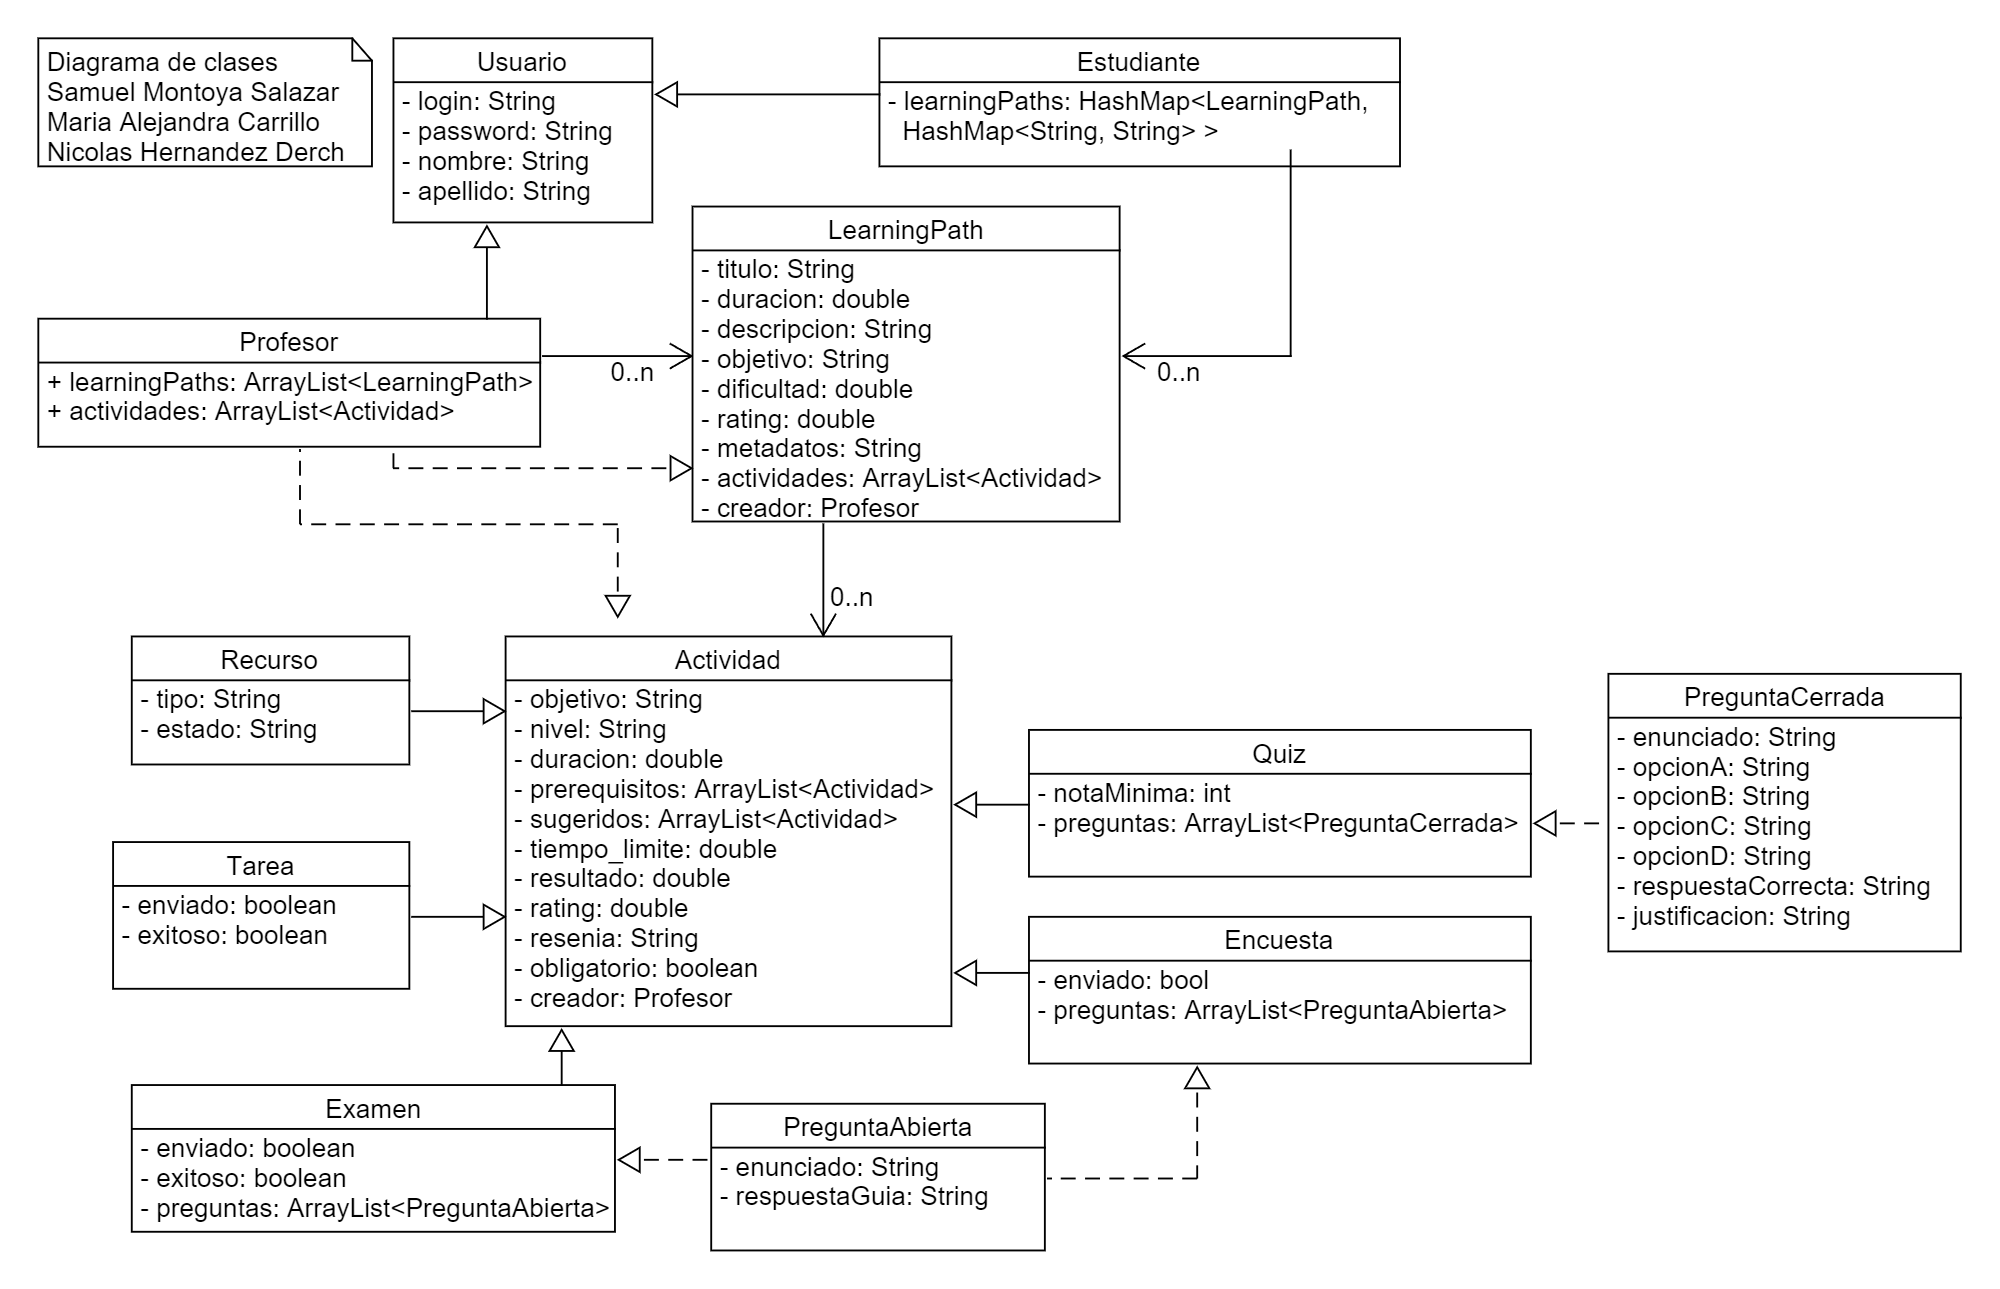 Diagrama de clases
Samuel Montoya Salazar
Maria Alejandra Carrillo
Nicolas Hernandez Derch
Usuario
- login: String
- password: String
- nombre: String
- apellido: String
Estudiante
- learningPaths: HashMap<LearningPath,
HashMap<String, String> >
LearningPath
- titulo: String
- duracion: double
- descripcion: String
- objetivo: String
- dificultad: double
- rating: double
- metadatos: String
- actividades: ArrayList<Actividad>
- creador: Profesor
Profesor
+ learningPaths: ArrayList<LearningPath>
+ actividades: ArrayList<Actividad>
0..n
0..n
0..n
Recurso
- tipo: String
- estado: String
Actividad
- objetivo: String
- nivel: String
- duracion: double
- prerequisitos: ArrayList<Actividad>
- sugeridos: ArrayList<Actividad>
- tiempo_limite: double
- resultado: double
- rating: double
- resenia: String
- obligatorio: boolean
- creador: Profesor
Quiz
- notaMinima: int
- preguntas: ArrayList<PreguntaCerrada>
PreguntaCerrada
- enunciado: String
- opcionA: String
- opcionB: String
- opcionC: String
- opcionD: String
- respuestaCorrecta: String
- justificacion: String
Tarea
- enviado: boolean
- exitoso: boolean
Encuesta
- enviado: bool
- preguntas: ArrayList<PreguntaAbierta>
Examen
- enviado: boolean
- exitoso: boolean
- preguntas: ArrayList<PreguntaAbierta>
PreguntaAbierta
- enunciado: String
- respuestaGuia: String